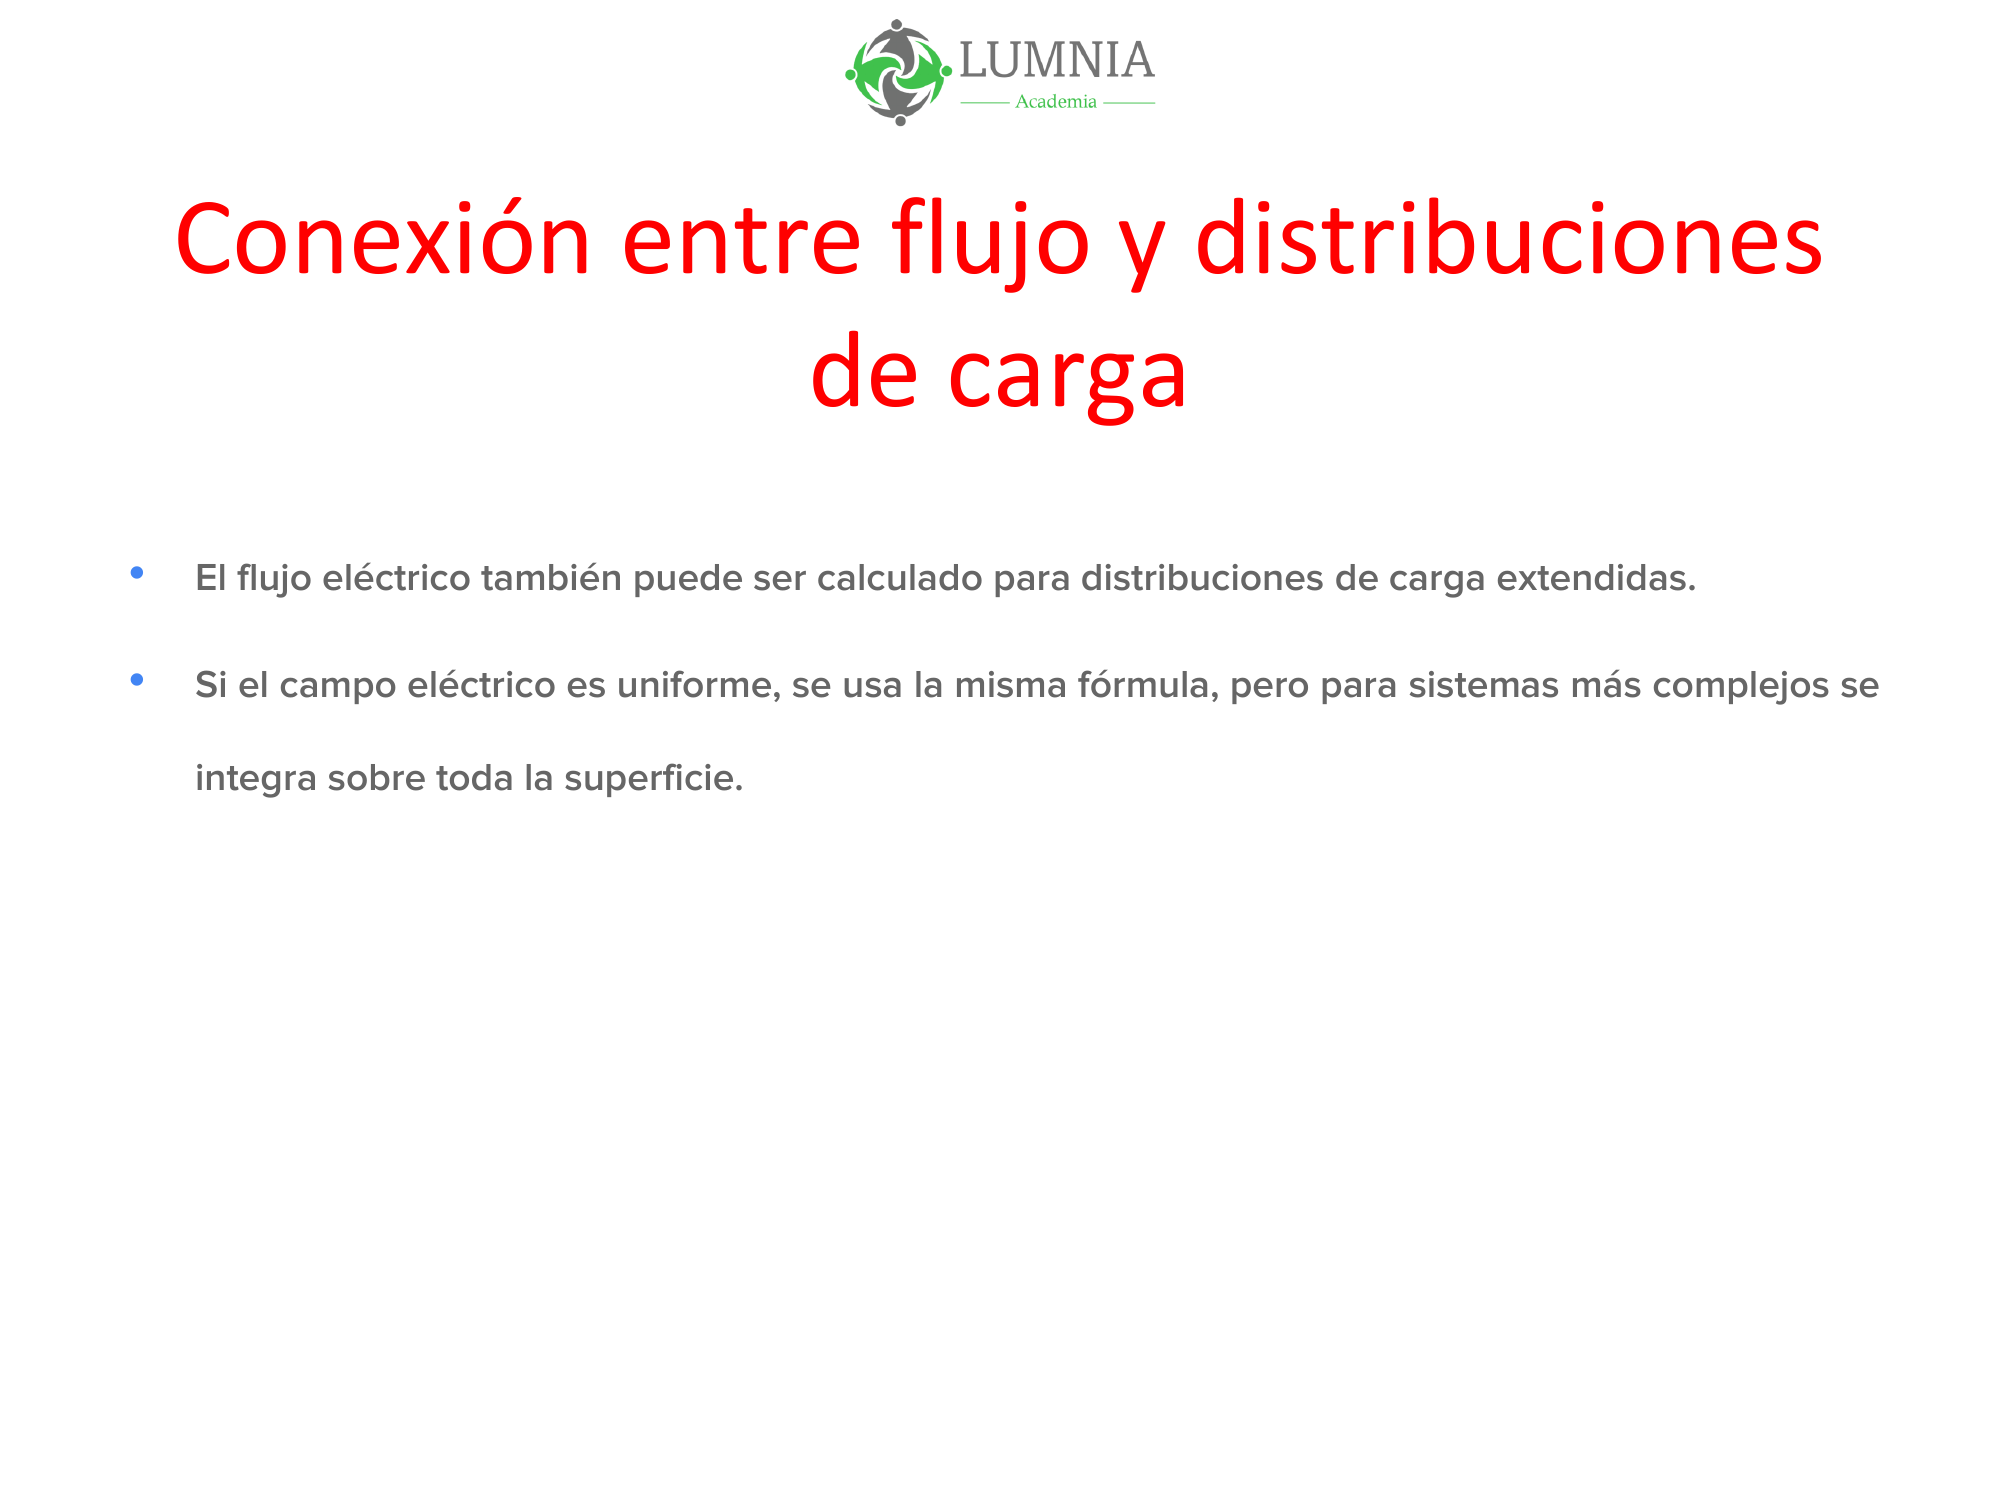 LUMNIA
Academia
Conexión entre flujo y distribuciones
de carga
• El flujo eléctrico también puede ser calculado para distribuciones de carga extendidas.
• Si el campo eléctrico es uniforme, se usa la misma fórmula, pero para sistemas más complejos se
integra sobre toda la superficie.